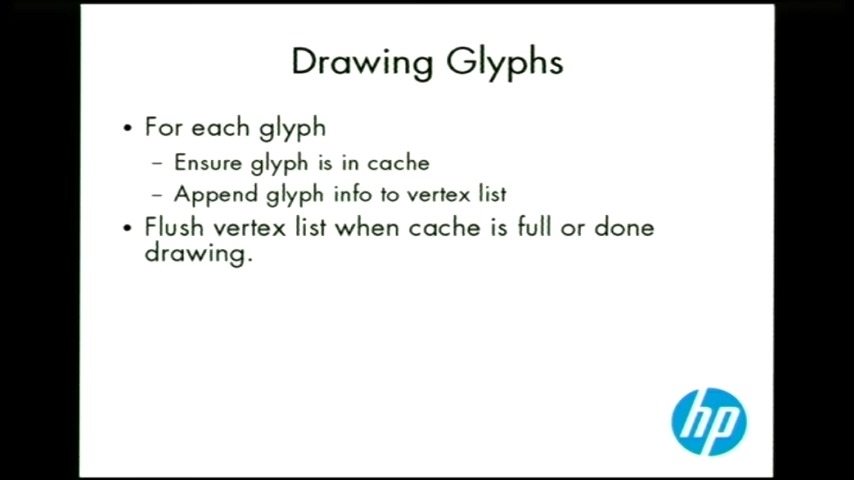 Drawing Glyphs
• For each glyph
– Ensure glyph is in cache
– Append glyph info to vertex list
• Flush vertex list when cache is full or done
drawing.
hp